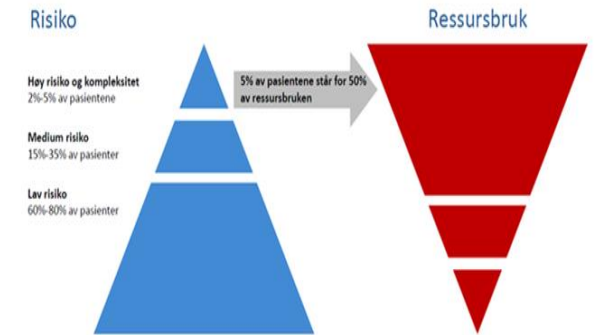 Risiko
Ressursbruk
Høy risiko og kompleksitet
2%-5% av pasientene
5% av pasientene står for 50%
av ressursbruken
Medium risiko
15%-35% av pasienter
Lav risiko
60%-80% av pasienter